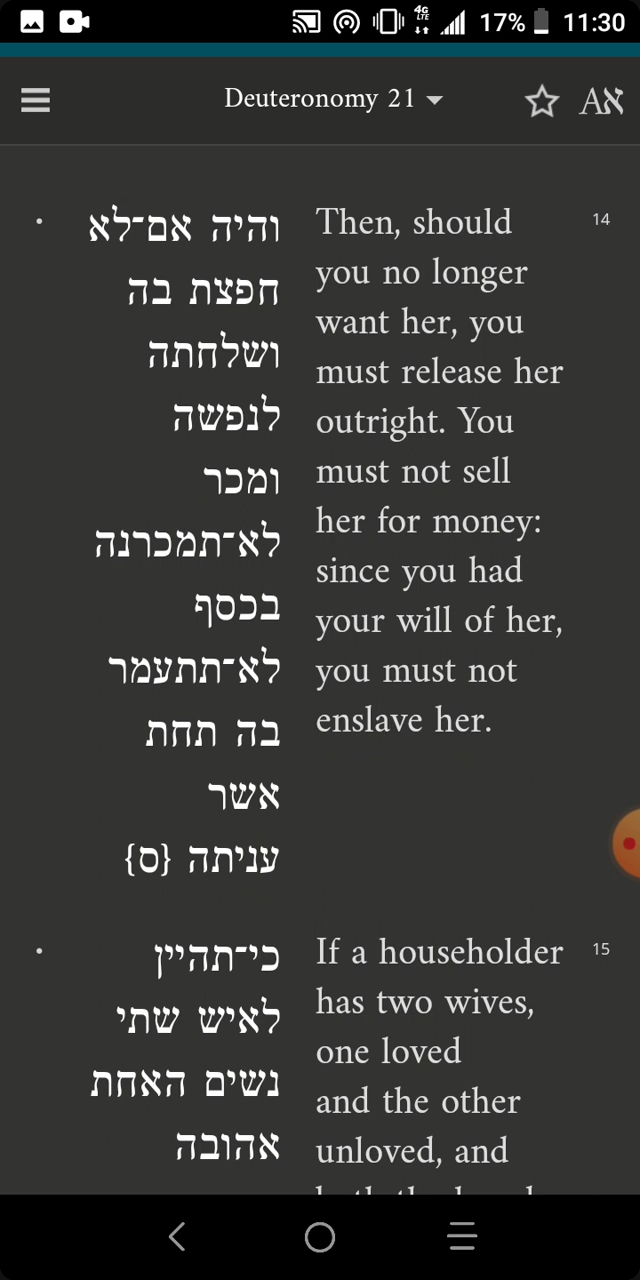 4G
LTE
17%
11:30
Deuteronomy 21
Aא
והיה אם־לא
חפצת בה
ושלחתה
לנפשה
ומכר
לא־תמכרנה
בכסף
לא־תתעמר
בה תחת
אשר
עניתה {ס}
Then, should
you no longer
want her, you
must release her
outright. You
must not sell
her for money:
since you had
your will of her,
you must not
enslave her.
14
כי־תהיין
לאיש שתי
נשים האחת
אהובה
If a householder
has two wives,
one loved
and the other
unloved, and
15